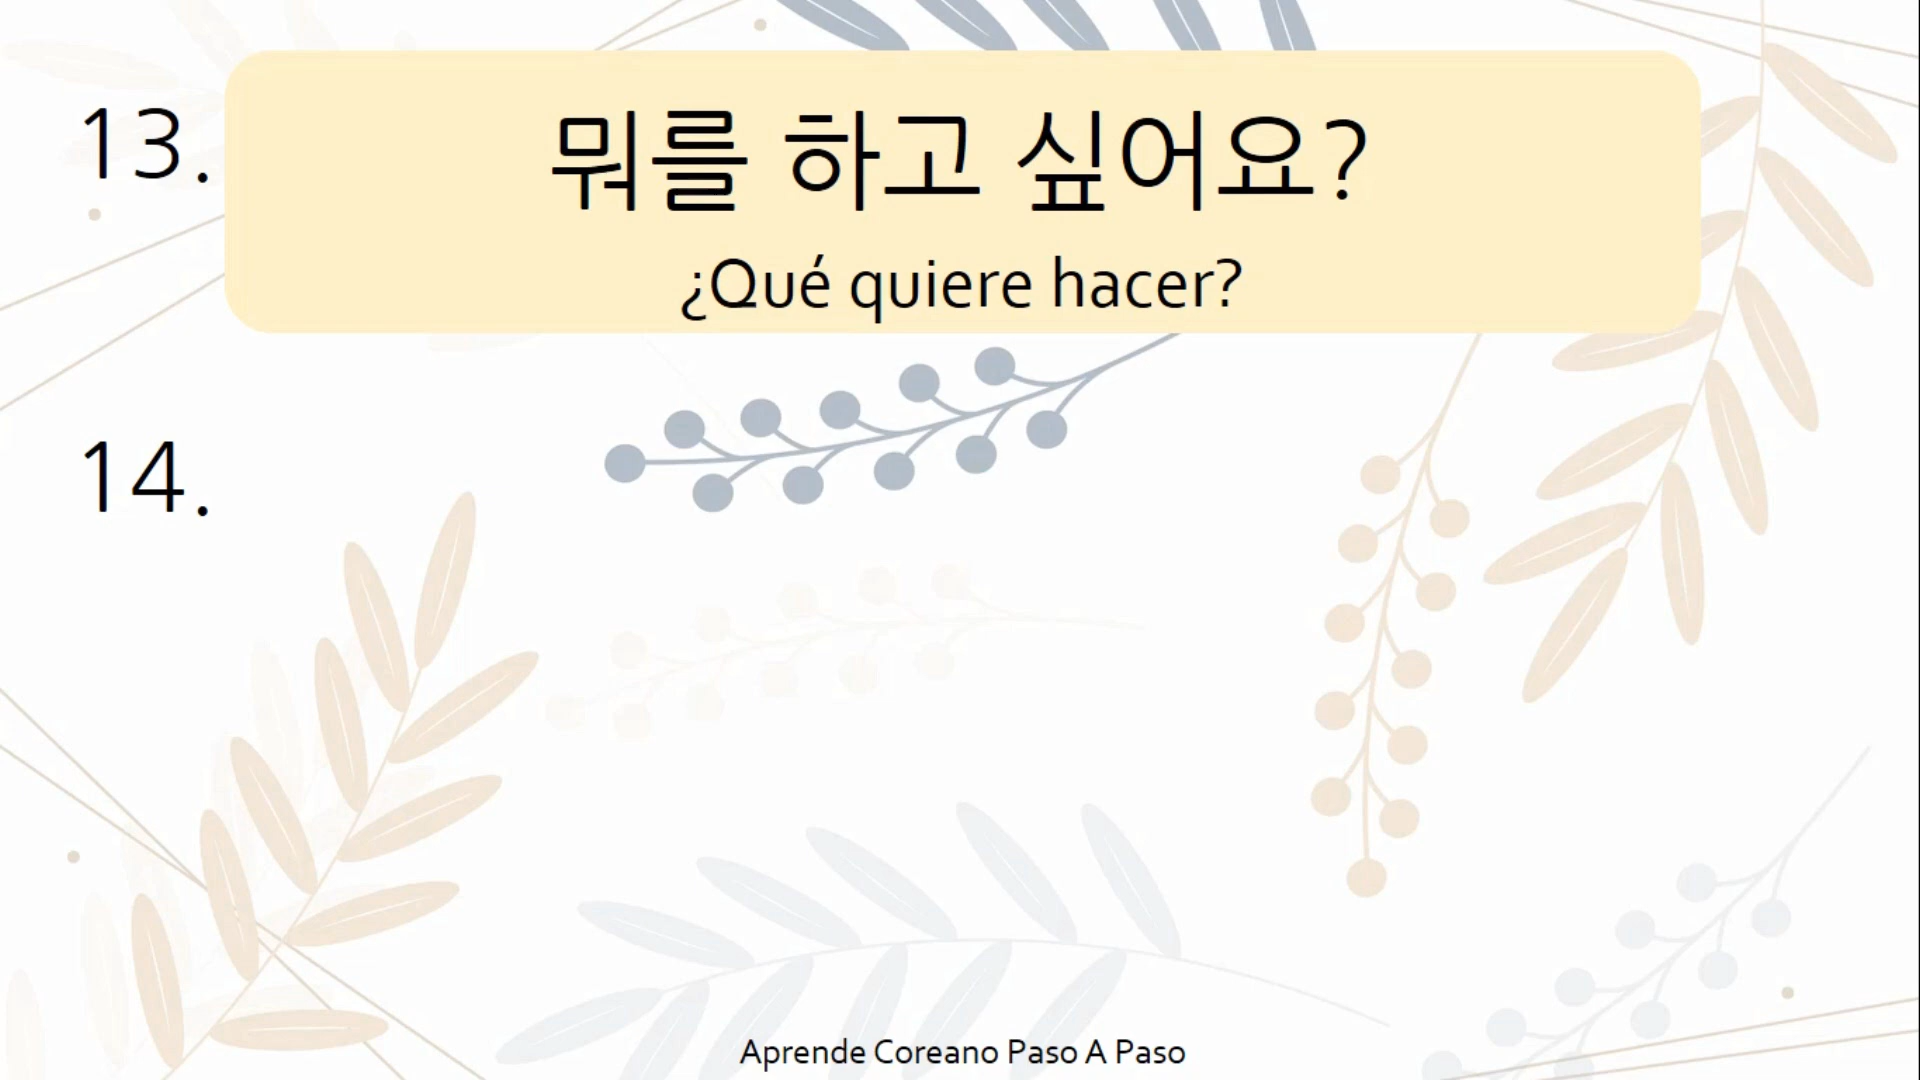 13.
뭐를 하고 싶어요?
¿Qué quiere hacer?
14.
Aprende Coreano Paso A Paso